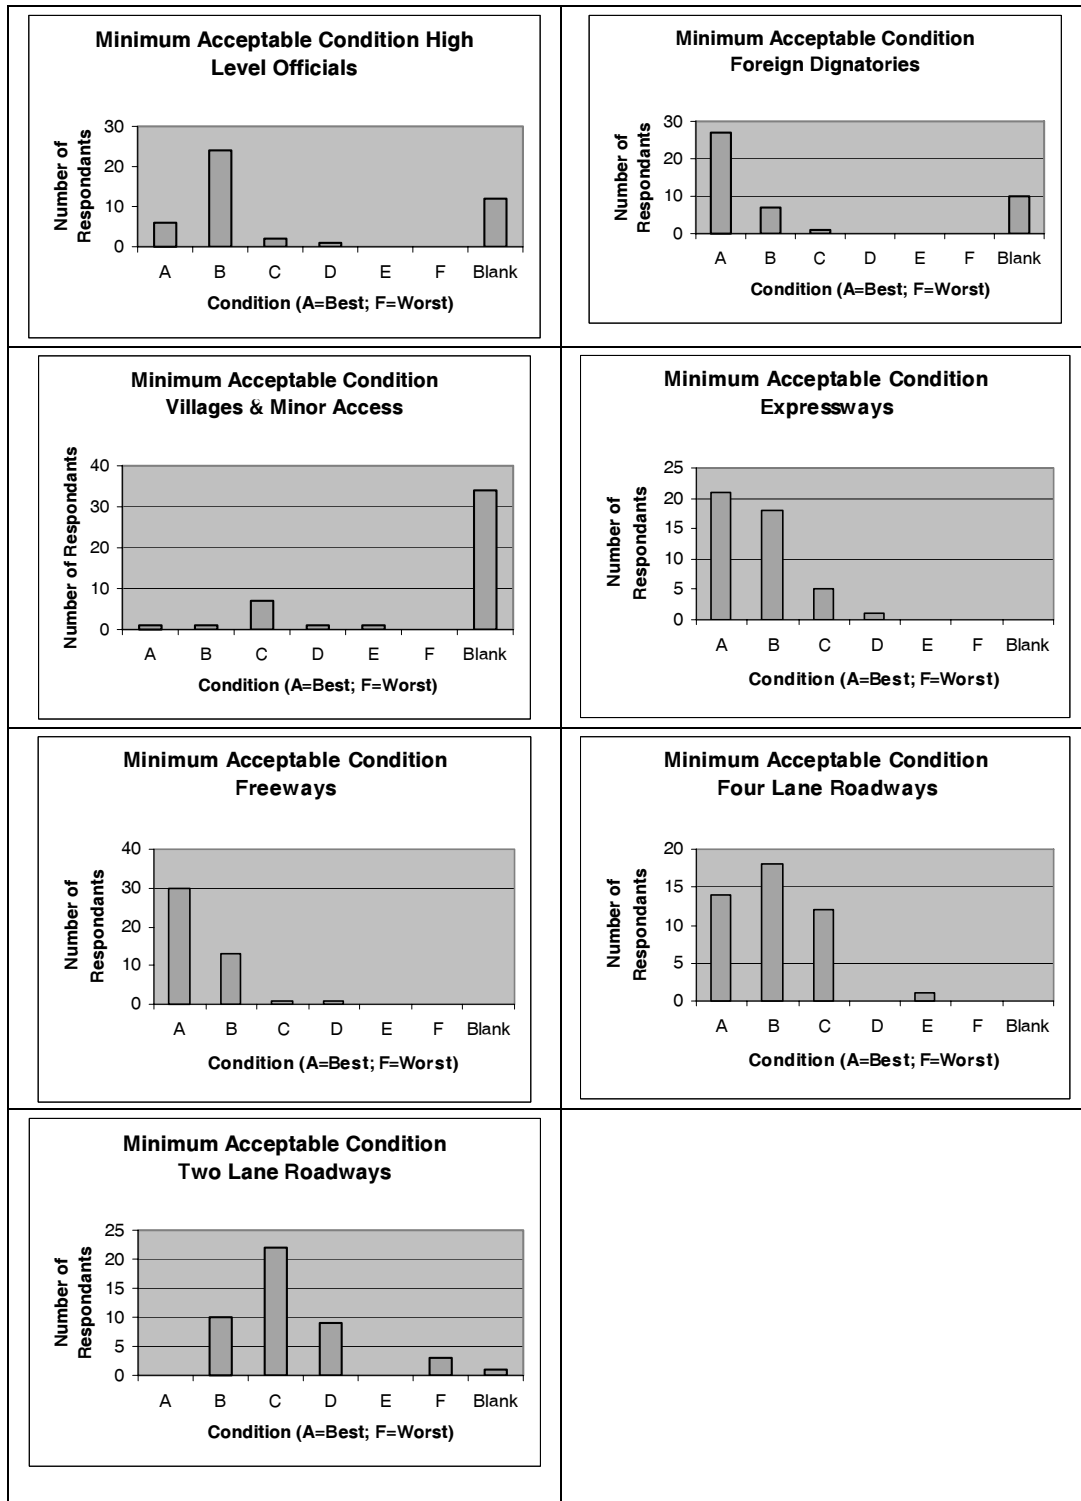 Minimum Acceptable Condition High
Level Officials
Number of
Respondants
30
20
10
0
A B C D E F Blank
Condition (A=Best; F=Worst)
Minimum Acceptable Condition
Foreign Dignatories
Number of
Respondants
30
20
10
0
A B C D E F Blank
Condition (A=Best; F=Worst)
Minimum Acceptable Condition
Villages & Minor Access
Number of Respondants
40
30
20
10
0
A B C D E F Blank
Condition (A=Best; F=Worst)
Minimum Acceptable Condition
Expressways
Number of
Respondants
25
20
15
10
5
0
A B C D E F Blank
Condition (A=Best; F=Worst)
Minimum Acceptable Condition
Freeways
Number of
Respondants
40
30
20
10
0
A B C D E F Blank
Condition (A=Best; F=Worst)
Minimum Acceptable Condition
Four Lane Roadways
Number of
Respondants
20
15
10
5
0
A B C D E F Blank
Condition (A=Best; F=Worst)
Minimum Acceptable Condition
Two Lane Roadways
Number of
Respondants
25
20
15
10
5
0
A B C D E F Blank
Condition (A=Best; F=Worst)